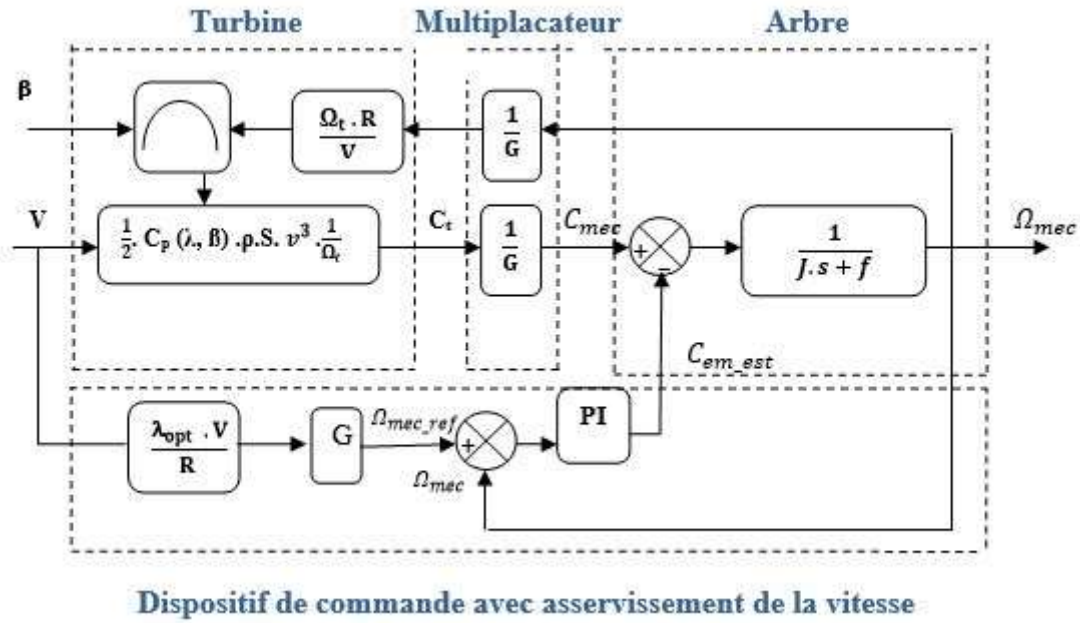 Turbine
Multiplacateur
Arbre
β
Ωt . R / V
1 / G
V
1/2 . Cp (λ, ß) .ρ.S. v³ . 1/Ωt
Ct
1 / G
Cmec
+
−
1 / J.s + f
Ωmec
Cem_est
λopt . V / R
G
Ωmec_ref
+
Ωmec
PI
Dispositif de commande avec asservissement de la vitesse